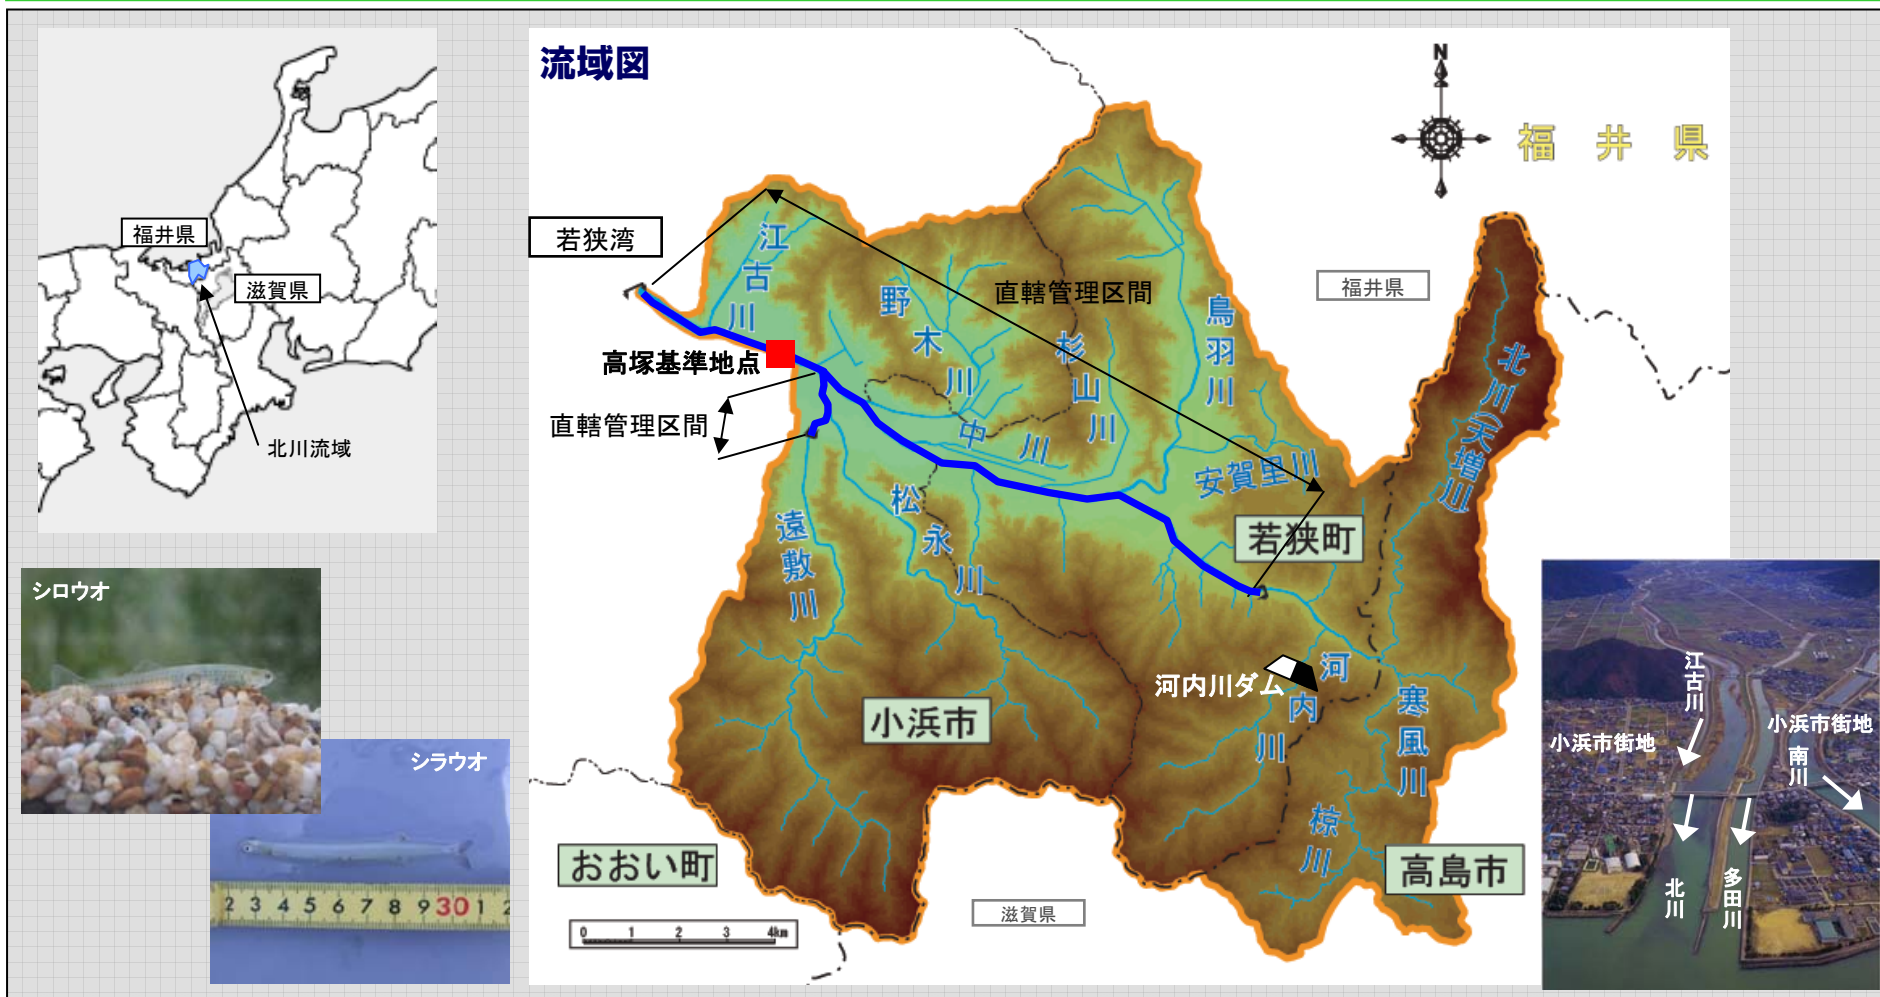 流域図
N
福井県
福井県
滋賀県
北川流域
若狭湾
江古川
野木川
直轄管理区間
杉山川
鳥羽川
福井県
北川(天増川)
高塚基準地点
直轄管理区間
中川
安賀里川
若狭町
松永川
遠敷川
河内川ダム
河内川
寒風川
小浜市
椋川
おおい町
高島市
滋賀県
0 1 2 3 4km
シロウオ
シラウオ
2 3 4 5 6 7 8 9 30 1 2
江古川
小浜市街地
小浜市街地
南川
北川
多田川